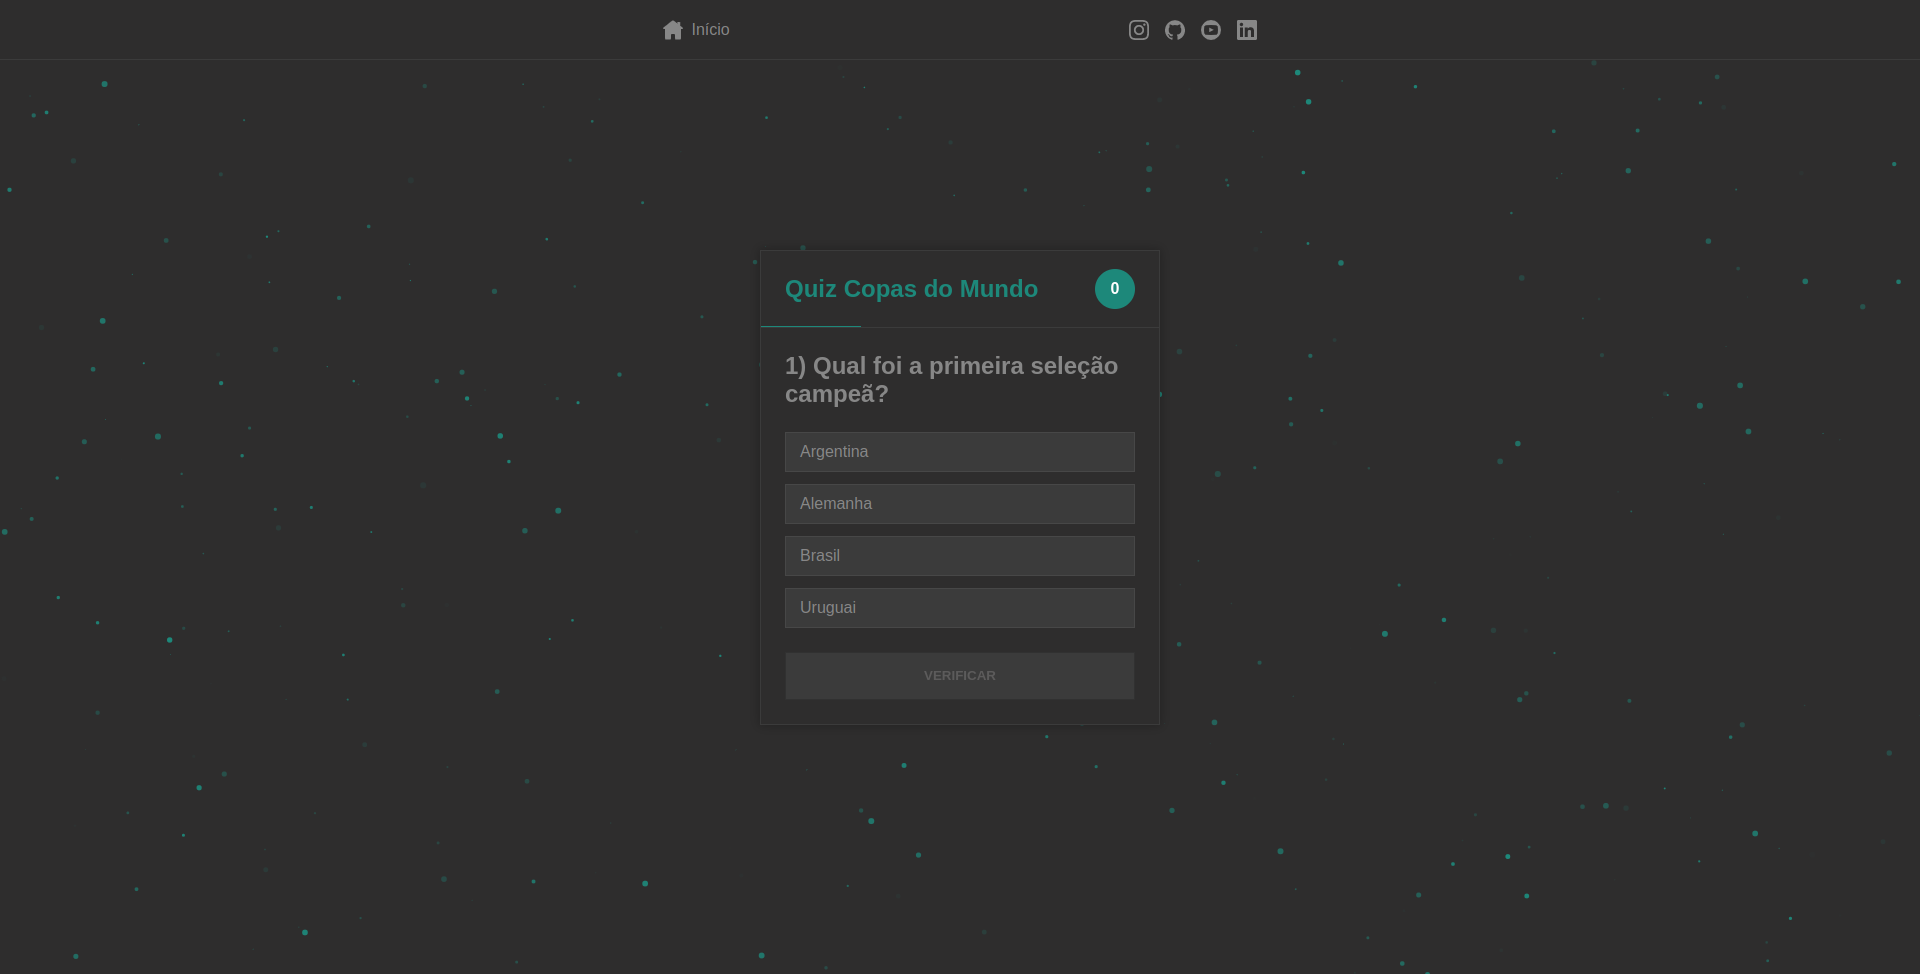 Início
Quiz Copas do Mundo
0
1) Qual foi a primeira seleção
campeã?
Argentina
Alemanha
Brasil
Uruguai
VERIFICAR